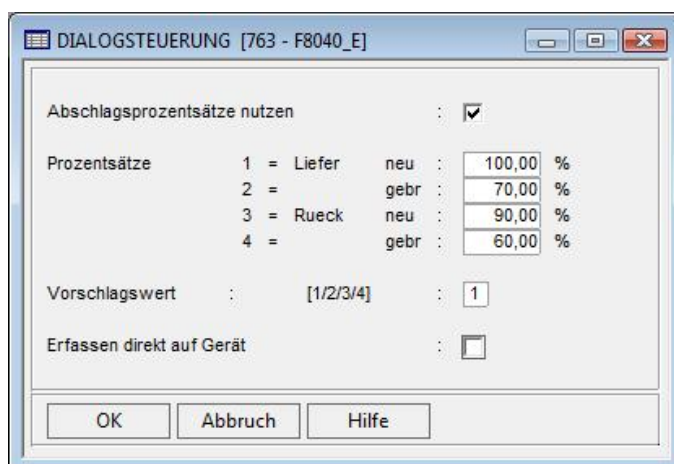 DIALOGSTEUERUNG [763 - F8040_E]
Abschlagsprozentsätze nutzen :
Prozentsätze 1 = Liefer neu : 100,00 %
2 = gebr : 70,00 %
3 = Rueck neu : 90,00 %
4 = gebr : 60,00 %
Vorschlagswert : [1/2/3/4] : 1
Erfassen direkt auf Gerät :
OK Abbruch Hilfe